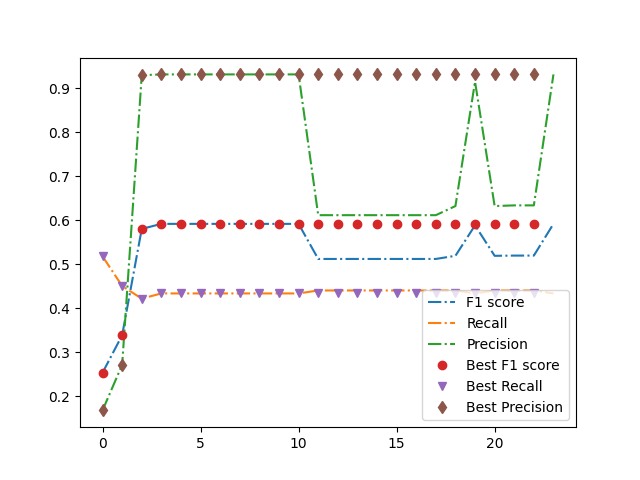 0.9
0.8
0.7
0.6
0.5
0.4
0.3
0.2
0 5 10 15 20
F1 score
Recall
Precision
Best F1 score
Best Recall
Best Precision